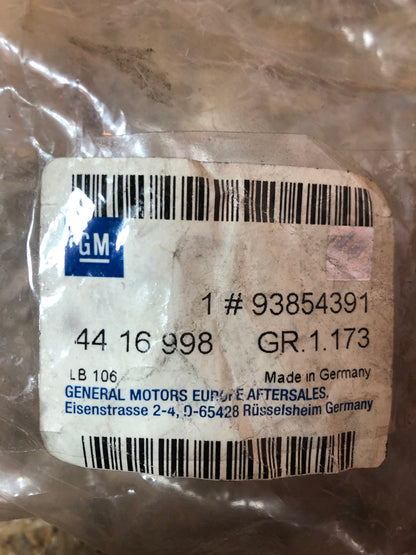 GM
1 # 93854391
44 16 998 GR.1.173
LB 106 Made in Germany
GENERAL MOTORS EUROPE AFTERSALES,
Eisenstrasse 2-4, D-65428 Rüsselsheim Germany